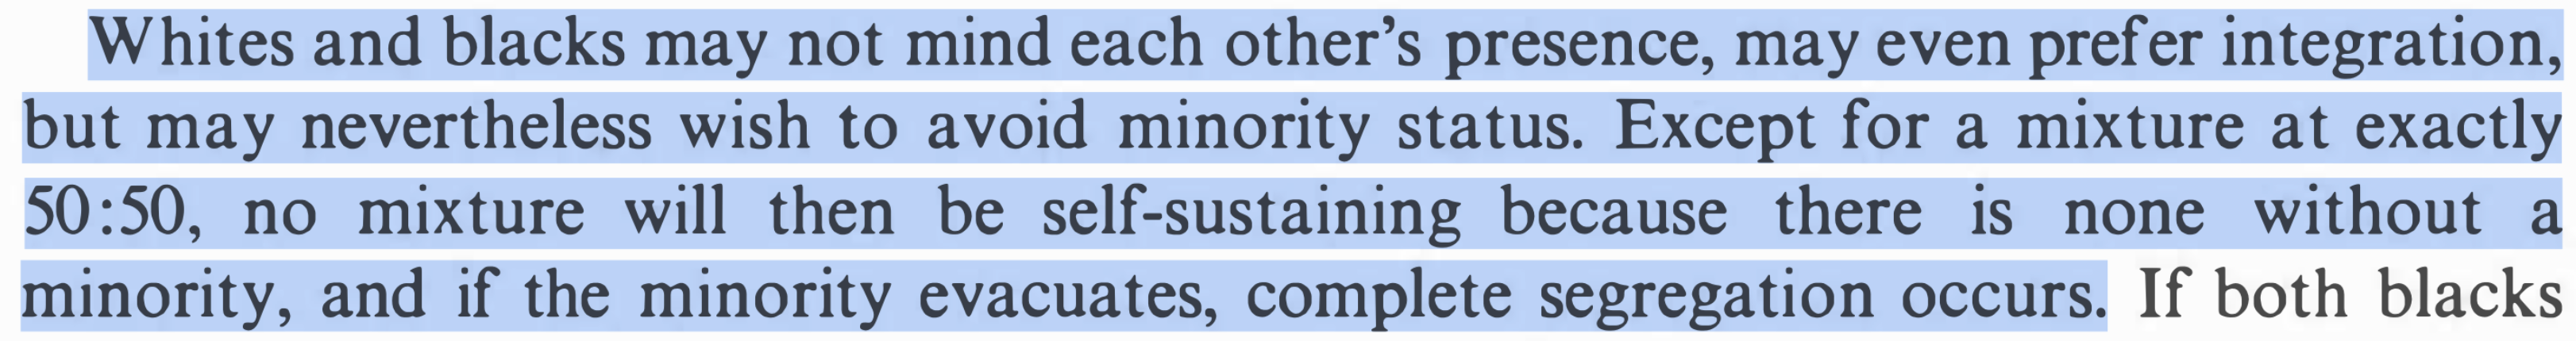 Whites and blacks may not mind each other’s presence, may even prefer integration,
but may nevertheless wish to avoid minority status. Except for a mixture at exactly
50:50, no mixture will then be self-sustaining because there is none without a
minority, and if the minority evacuates, complete segregation occurs. If both blacks